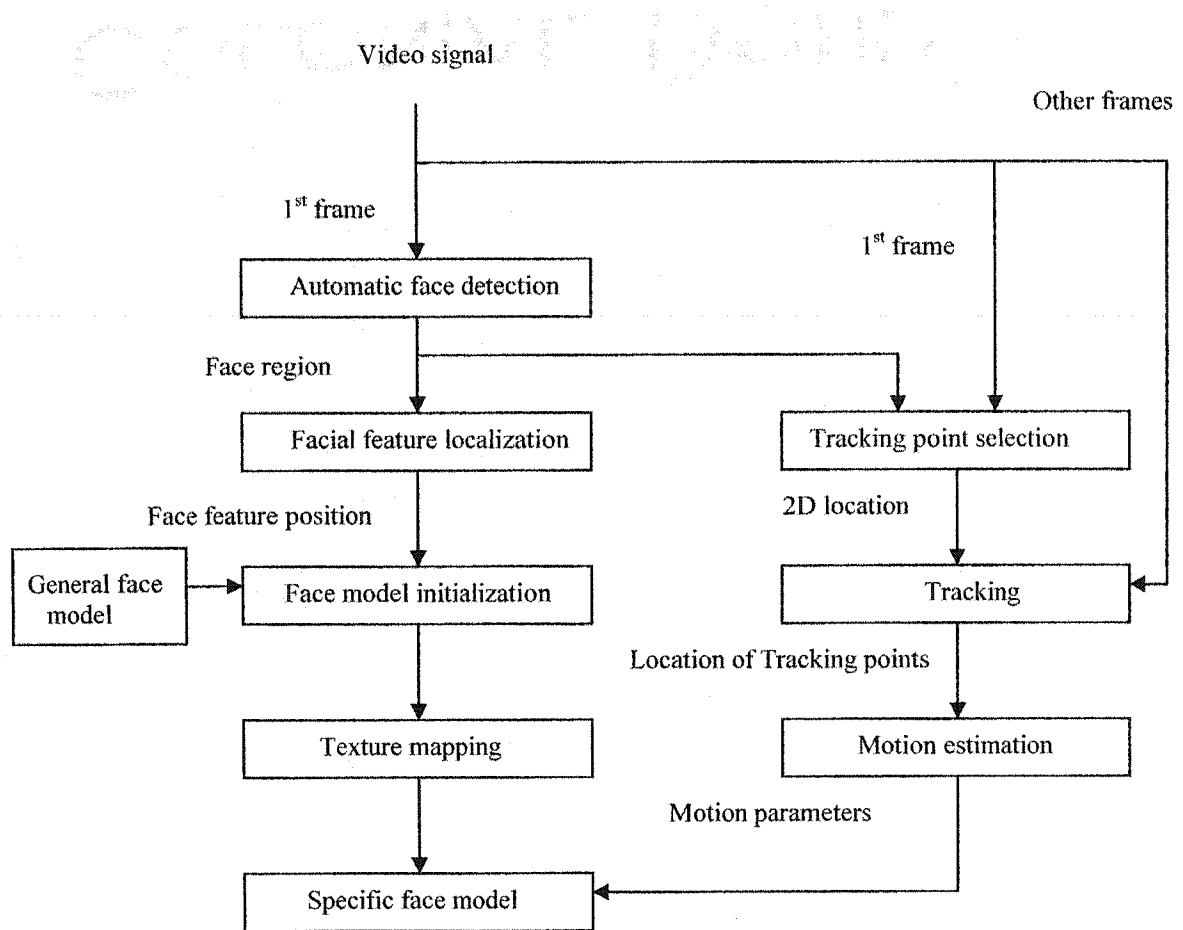 Video signal
Other frames
1st frame
1st frame
Automatic face detection
Face region
Facial feature localization
Tracking point selection
Face feature position
2D location
General face
model
Face model initialization
Tracking
Location of Tracking points
Texture mapping
Motion estimation
Motion parameters
Specific face model